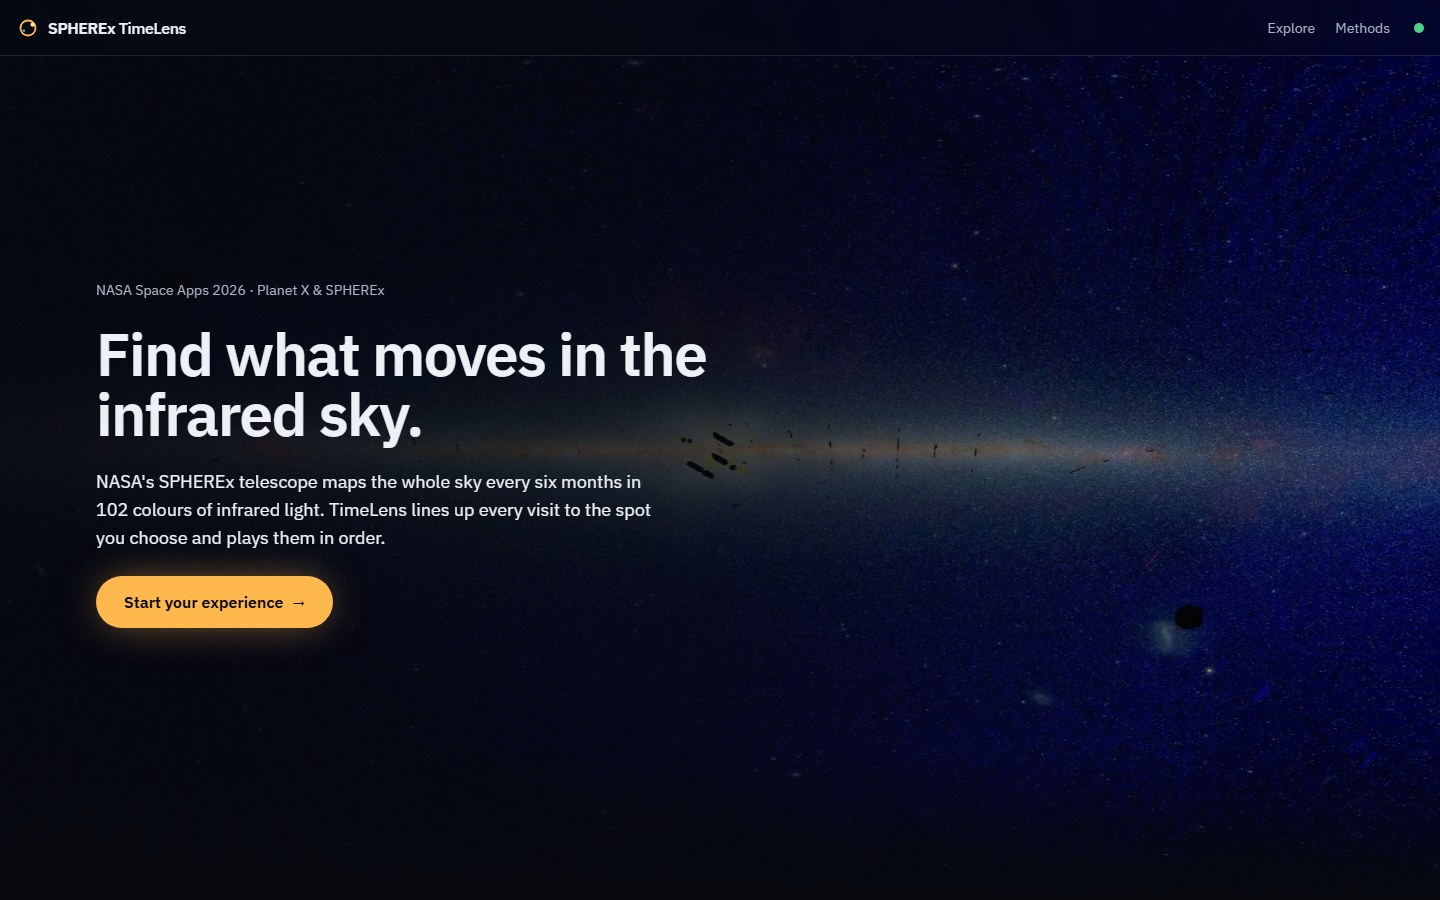 SPHEREx TimeLens
Explore
Methods
NASA Space Apps 2026 · Planet X & SPHEREx
Find what moves in the
infrared sky.
NASA's SPHEREx telescope maps the whole sky every six months in
102 colours of infrared light. TimeLens lines up every visit to the spot
you choose and plays them in order.
Start your experience →